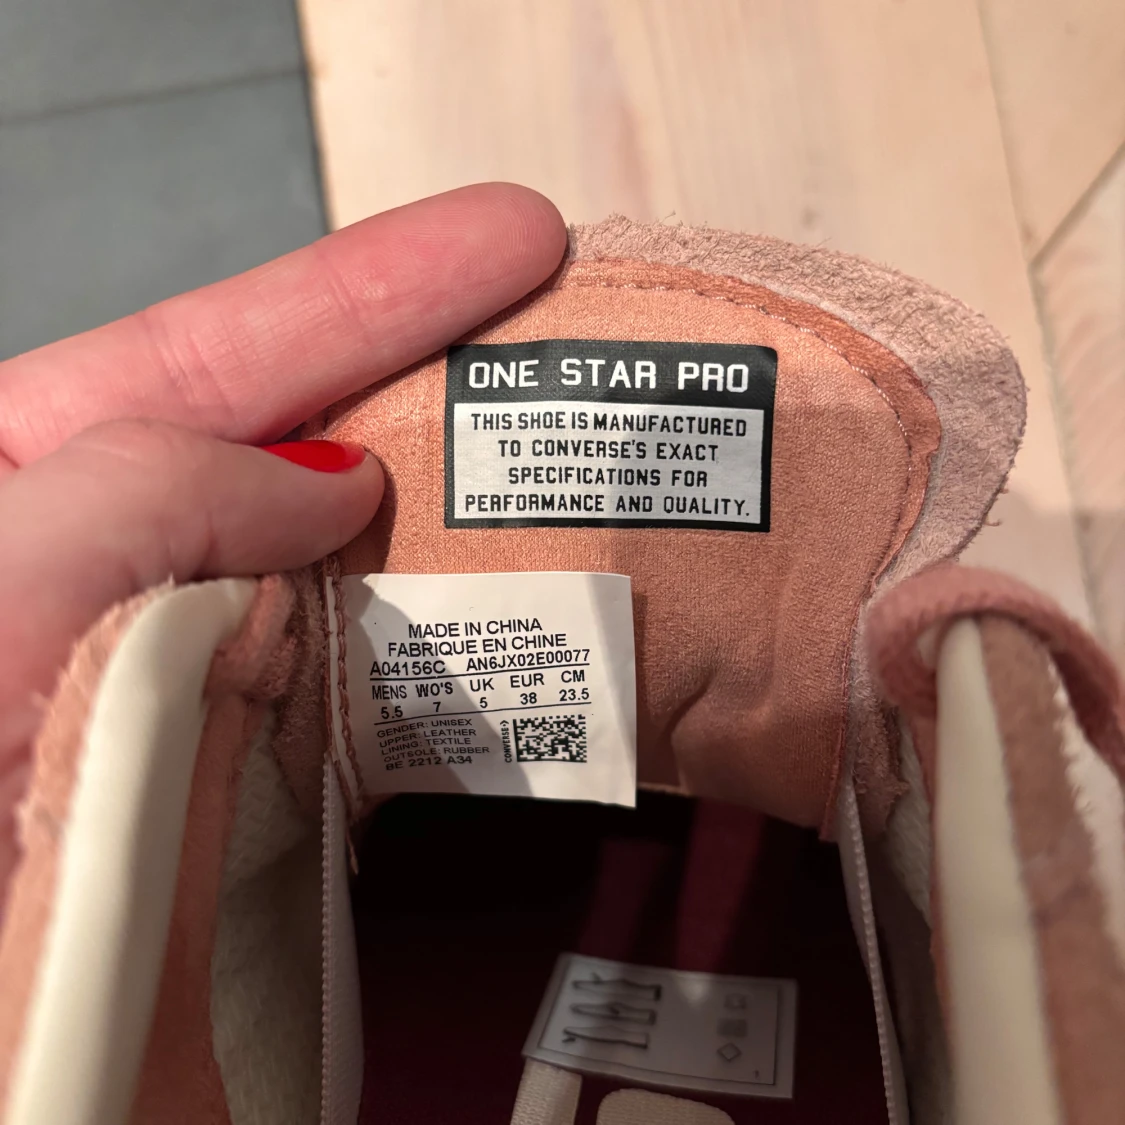 ONE STAR PRO
THIS SHOE IS MANUFACTURED
TO CONVERSE'S EXACT
SPECIFICATIONS FOR
PERFORMANCE AND QUALITY.
MADE IN CHINA
FABRIQUE EN CHINE
A04156C AN6JX02E00077
MENS WO'S UK EUR CM
5.5 7 5 38 23.5
GENDER: UNISEX
UPPER: LEATHER
LINING: TEXTILE
OUTSOLE: RUBBER
BE 2212 A34
CONVERSE